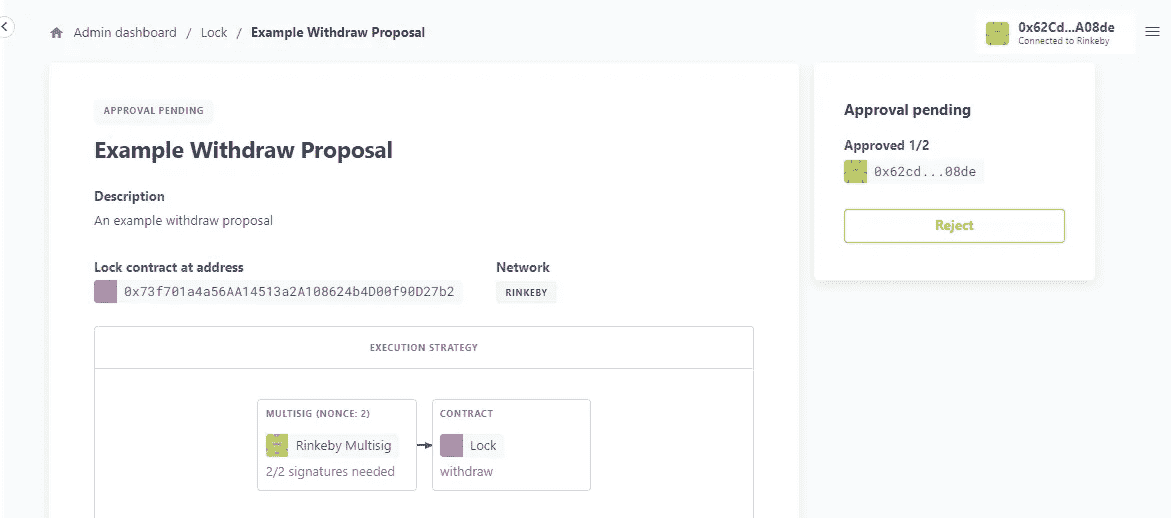 Admin dashboard / Lock / Example Withdraw Proposal
0x62Cd...A08de
Connected to Rinkeby
APPROVAL PENDING
Example Withdraw Proposal
Description
An example withdraw proposal
Lock contract at address
0x73f701a4a56AA14513a2A108624b4D00f90D27b2
Network
RINKEBY
EXECUTION STRATEGY
MULTISIG (NONCE: 2)
Rinkeby Multisig
2/2 signatures needed
CONTRACT
Lock
withdraw
Approval pending
Approved 1/2
0x62cd...08de
Reject